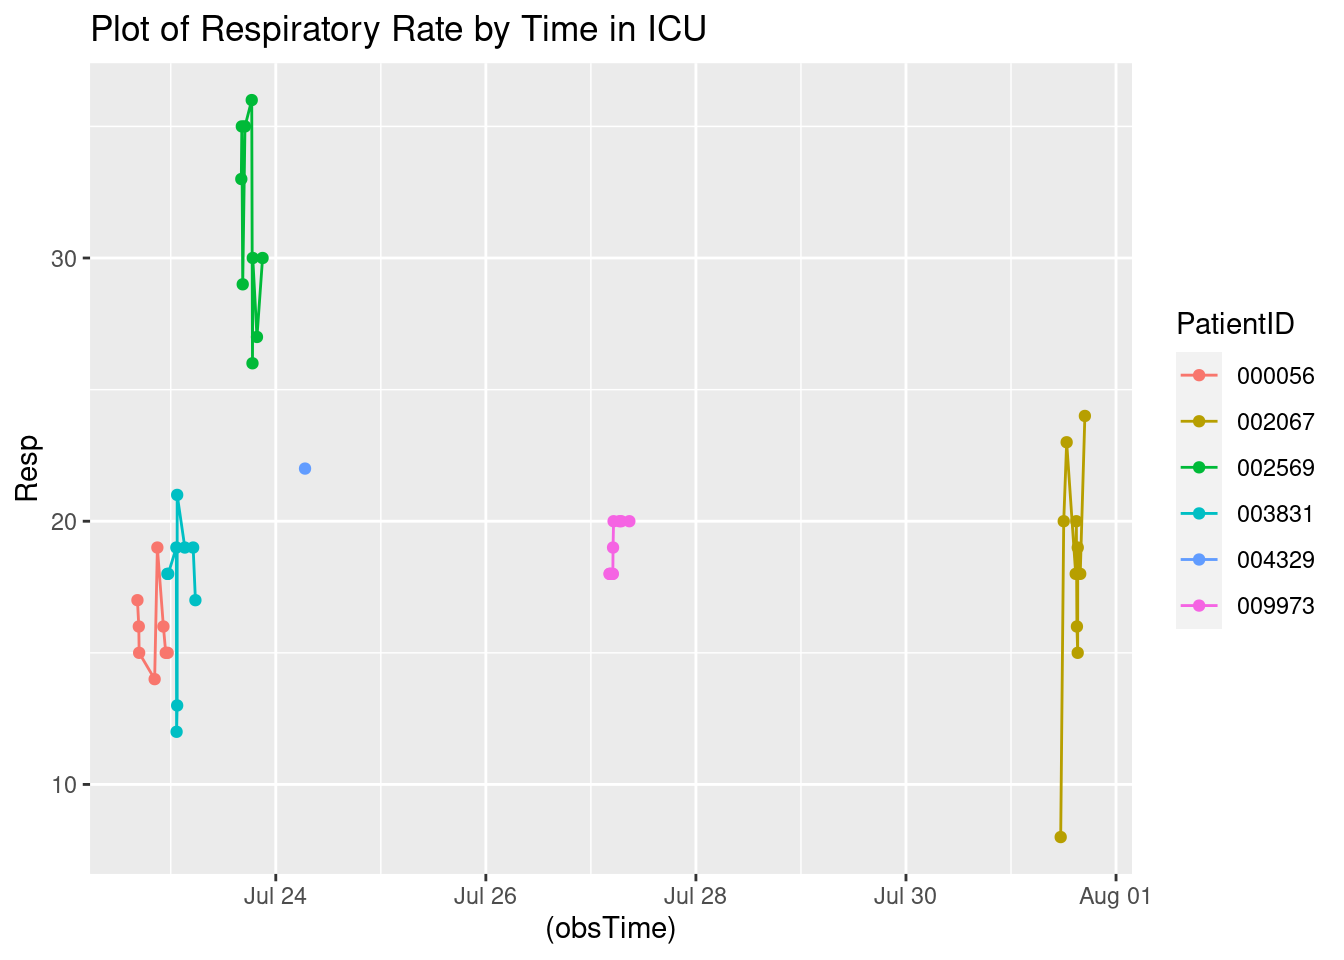 Plot of Respiratory Rate by Time in ICU
Resp
30
20
10
Jul 24
Jul 26
Jul 28
Jul 30
Aug 01
(obsTime)
PatientID
000056
002067
002569
003831
004329
009973